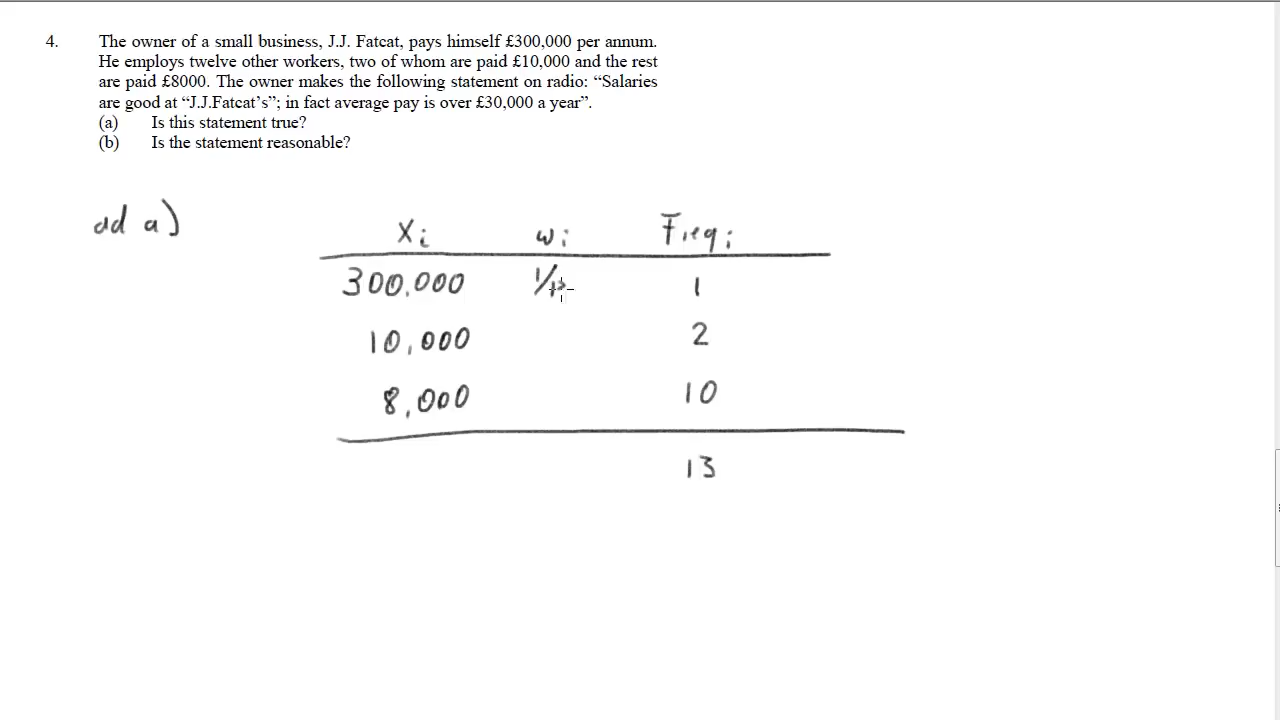 4. The owner of a small business, J.J. Fatcat, pays himself £300,000 per annum.
He employs twelve other workers, two of whom are paid £10,000 and the rest
are paid £8000. The owner makes the following statement on radio: “Salaries
are good at “J.J.Fatcat’s”; in fact average pay is over £30,000 a year”.
(a) Is this statement true?
(b) Is the statement reasonable?
ad a)
Xi wi Freqi
300,000 1/13 1
10,000 2
8,000 10
13